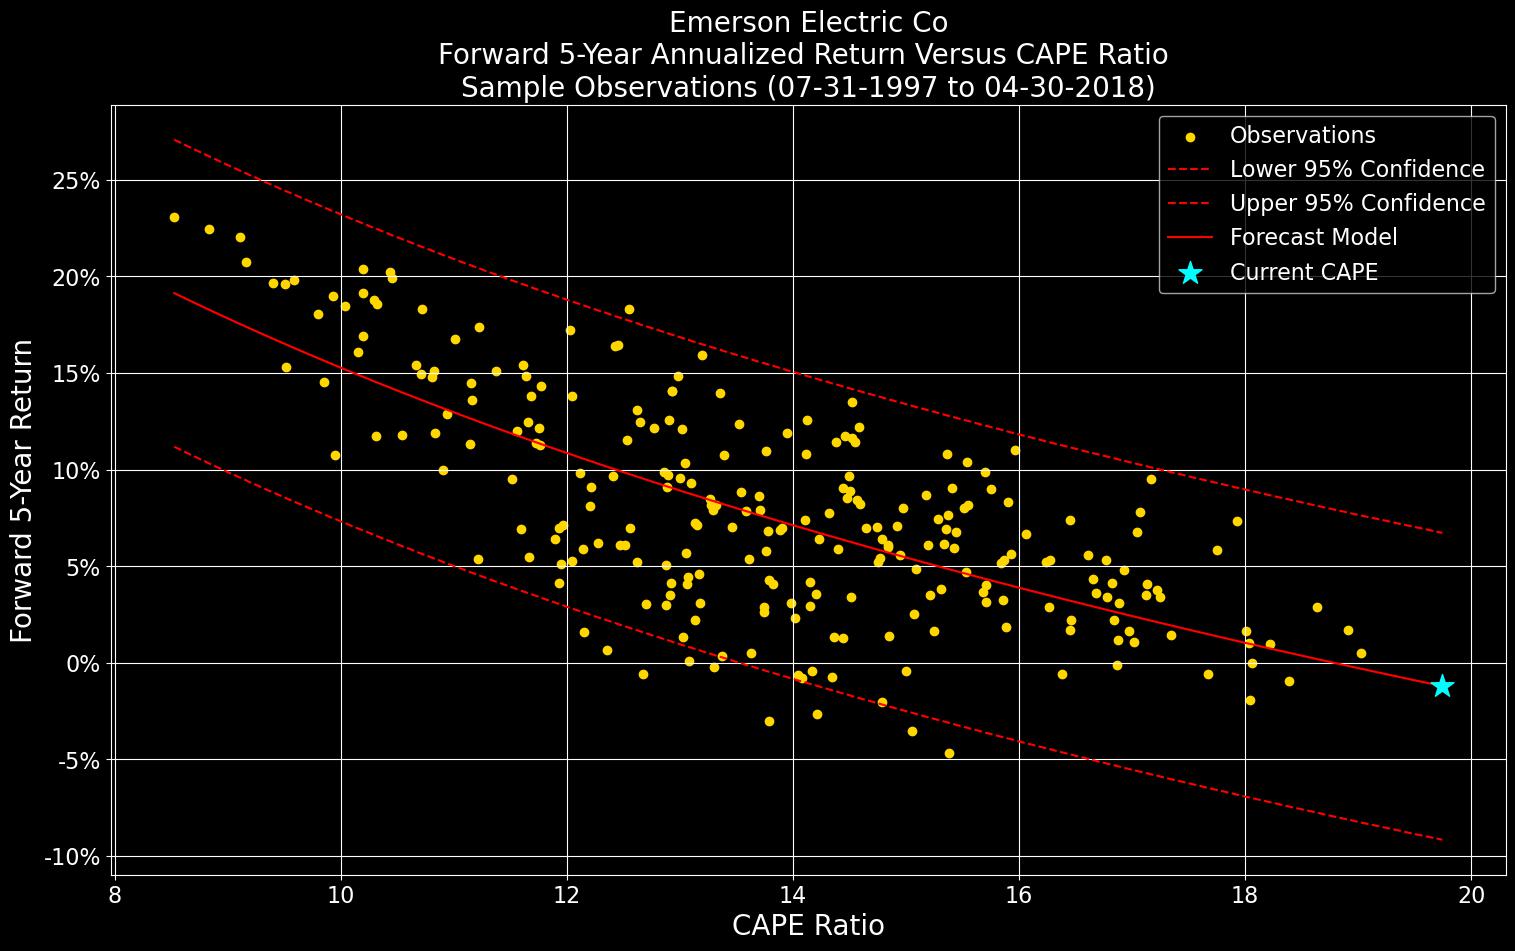 Emerson Electric Co
Forward 5-Year Annualized Return Versus CAPE Ratio
Sample Observations (07-31-1997 to 04-30-2018)
Observations
Lower 95% Confidence
Upper 95% Confidence
Forecast Model
Current CAPE
Forward 5-Year Return
25%
20%
15%
10%
5%
0%
-5%
-10%
8 10 12 14 16 18 20
CAPE Ratio